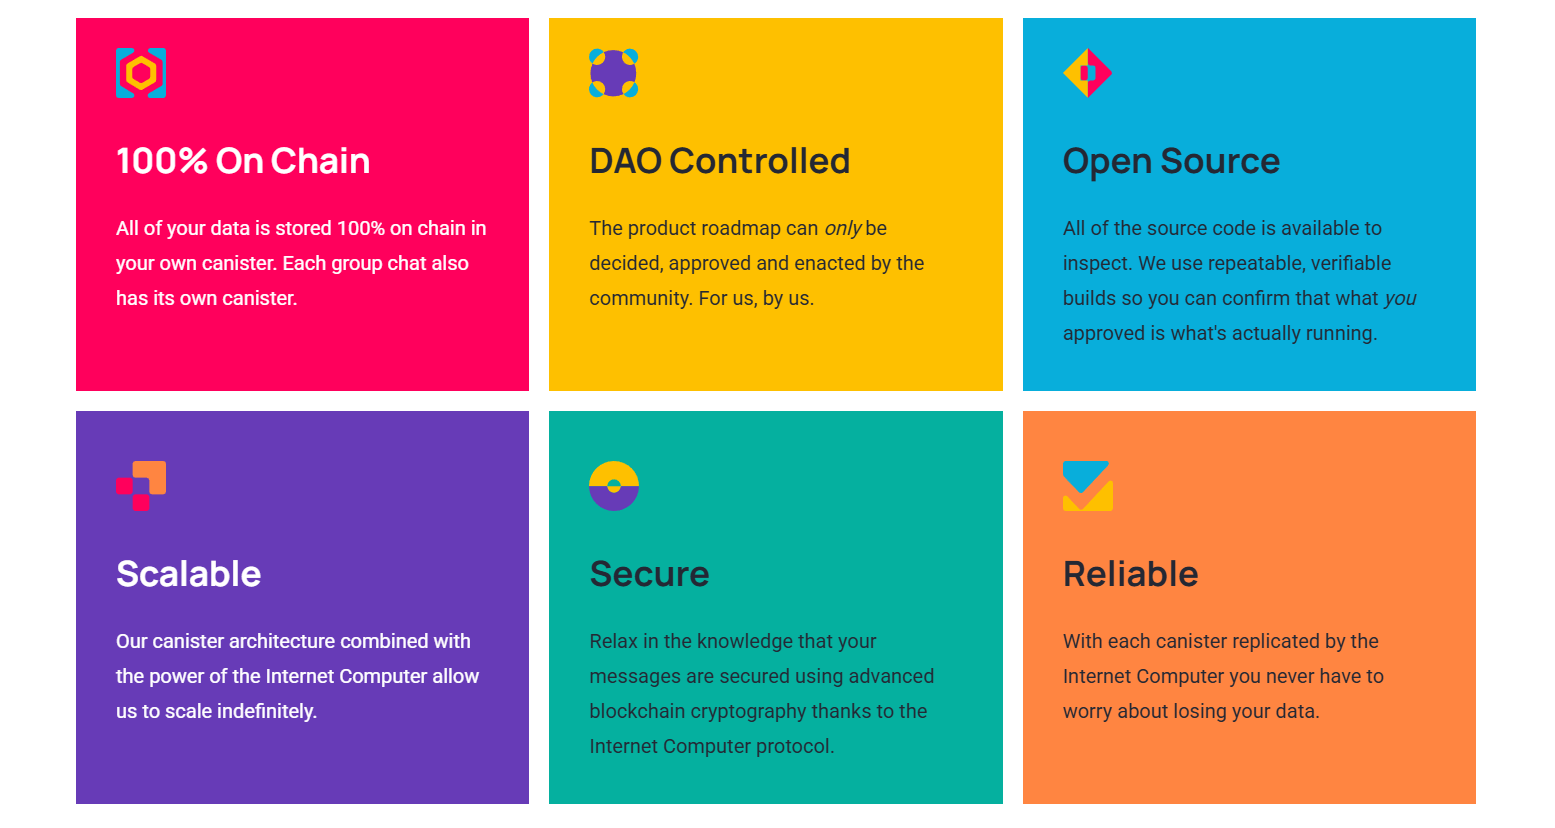 100% On Chain
All of your data is stored 100% on chain in
your own canister. Each group chat also
has its own canister.
DAO Controlled
The product roadmap can only be
decided, approved and enacted by the
community. For us, by us.
Open Source
All of the source code is available to
inspect. We use repeatable, verifiable
builds so you can confirm that what you
approved is what's actually running.
Scalable
Our canister architecture combined with
the power of the Internet Computer allow
us to scale indefinitely.
Secure
Relax in the knowledge that your
messages are secured using advanced
blockchain cryptography thanks to the
Internet Computer protocol.
Reliable
With each canister replicated by the
Internet Computer you never have to
worry about losing your data.